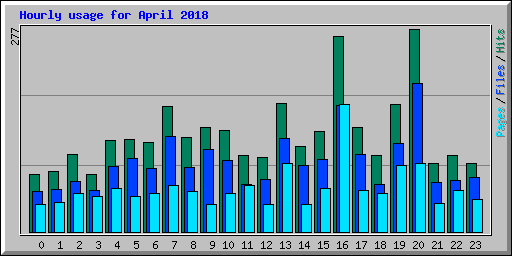 Hourly usage for April 2018
277
Pages / Files / Hits
0 1 2 3 4 5 6 7 8 9 10 11 12 13 14 15 16 17 18 19 20 21 22 23